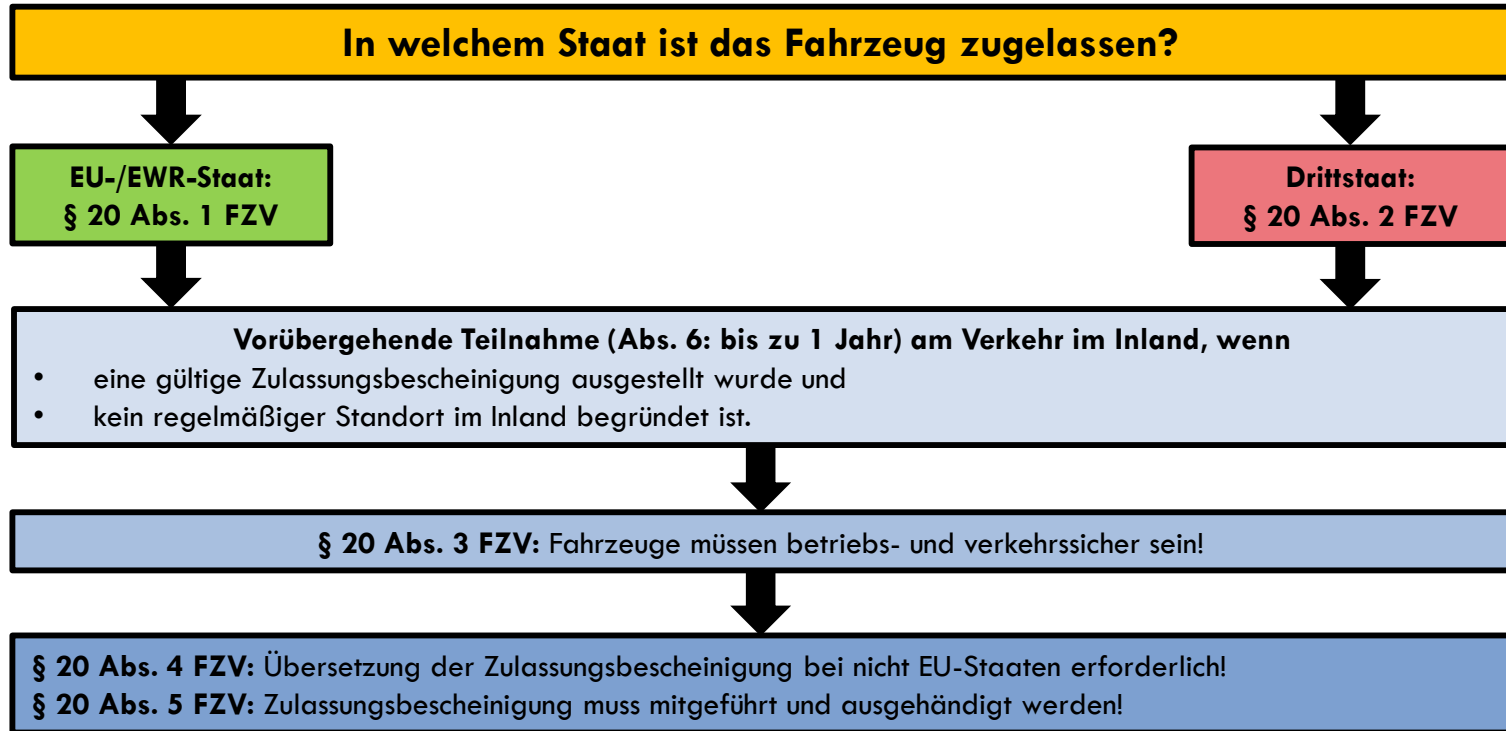 In welchem Staat ist das Fahrzeug zugelassen?
EU-/EWR-Staat:
§ 20 Abs. 1 FZV
Drittstaat:
§ 20 Abs. 2 FZV
Vorübergehende Teilnahme (Abs. 6: bis zu 1 Jahr) am Verkehr im Inland, wenn
• eine gültige Zulassungsbescheinigung ausgestellt wurde und
• kein regelmäßiger Standort im Inland begründet ist.
§ 20 Abs. 3 FZV: Fahrzeuge müssen betriebs- und verkehrssicher sein!
§ 20 Abs. 4 FZV: Übersetzung der Zulassungsbescheinigung bei nicht EU-Staaten erforderlich!
§ 20 Abs. 5 FZV: Zulassungsbescheinigung muss mitgeführt und ausgehändigt werden!